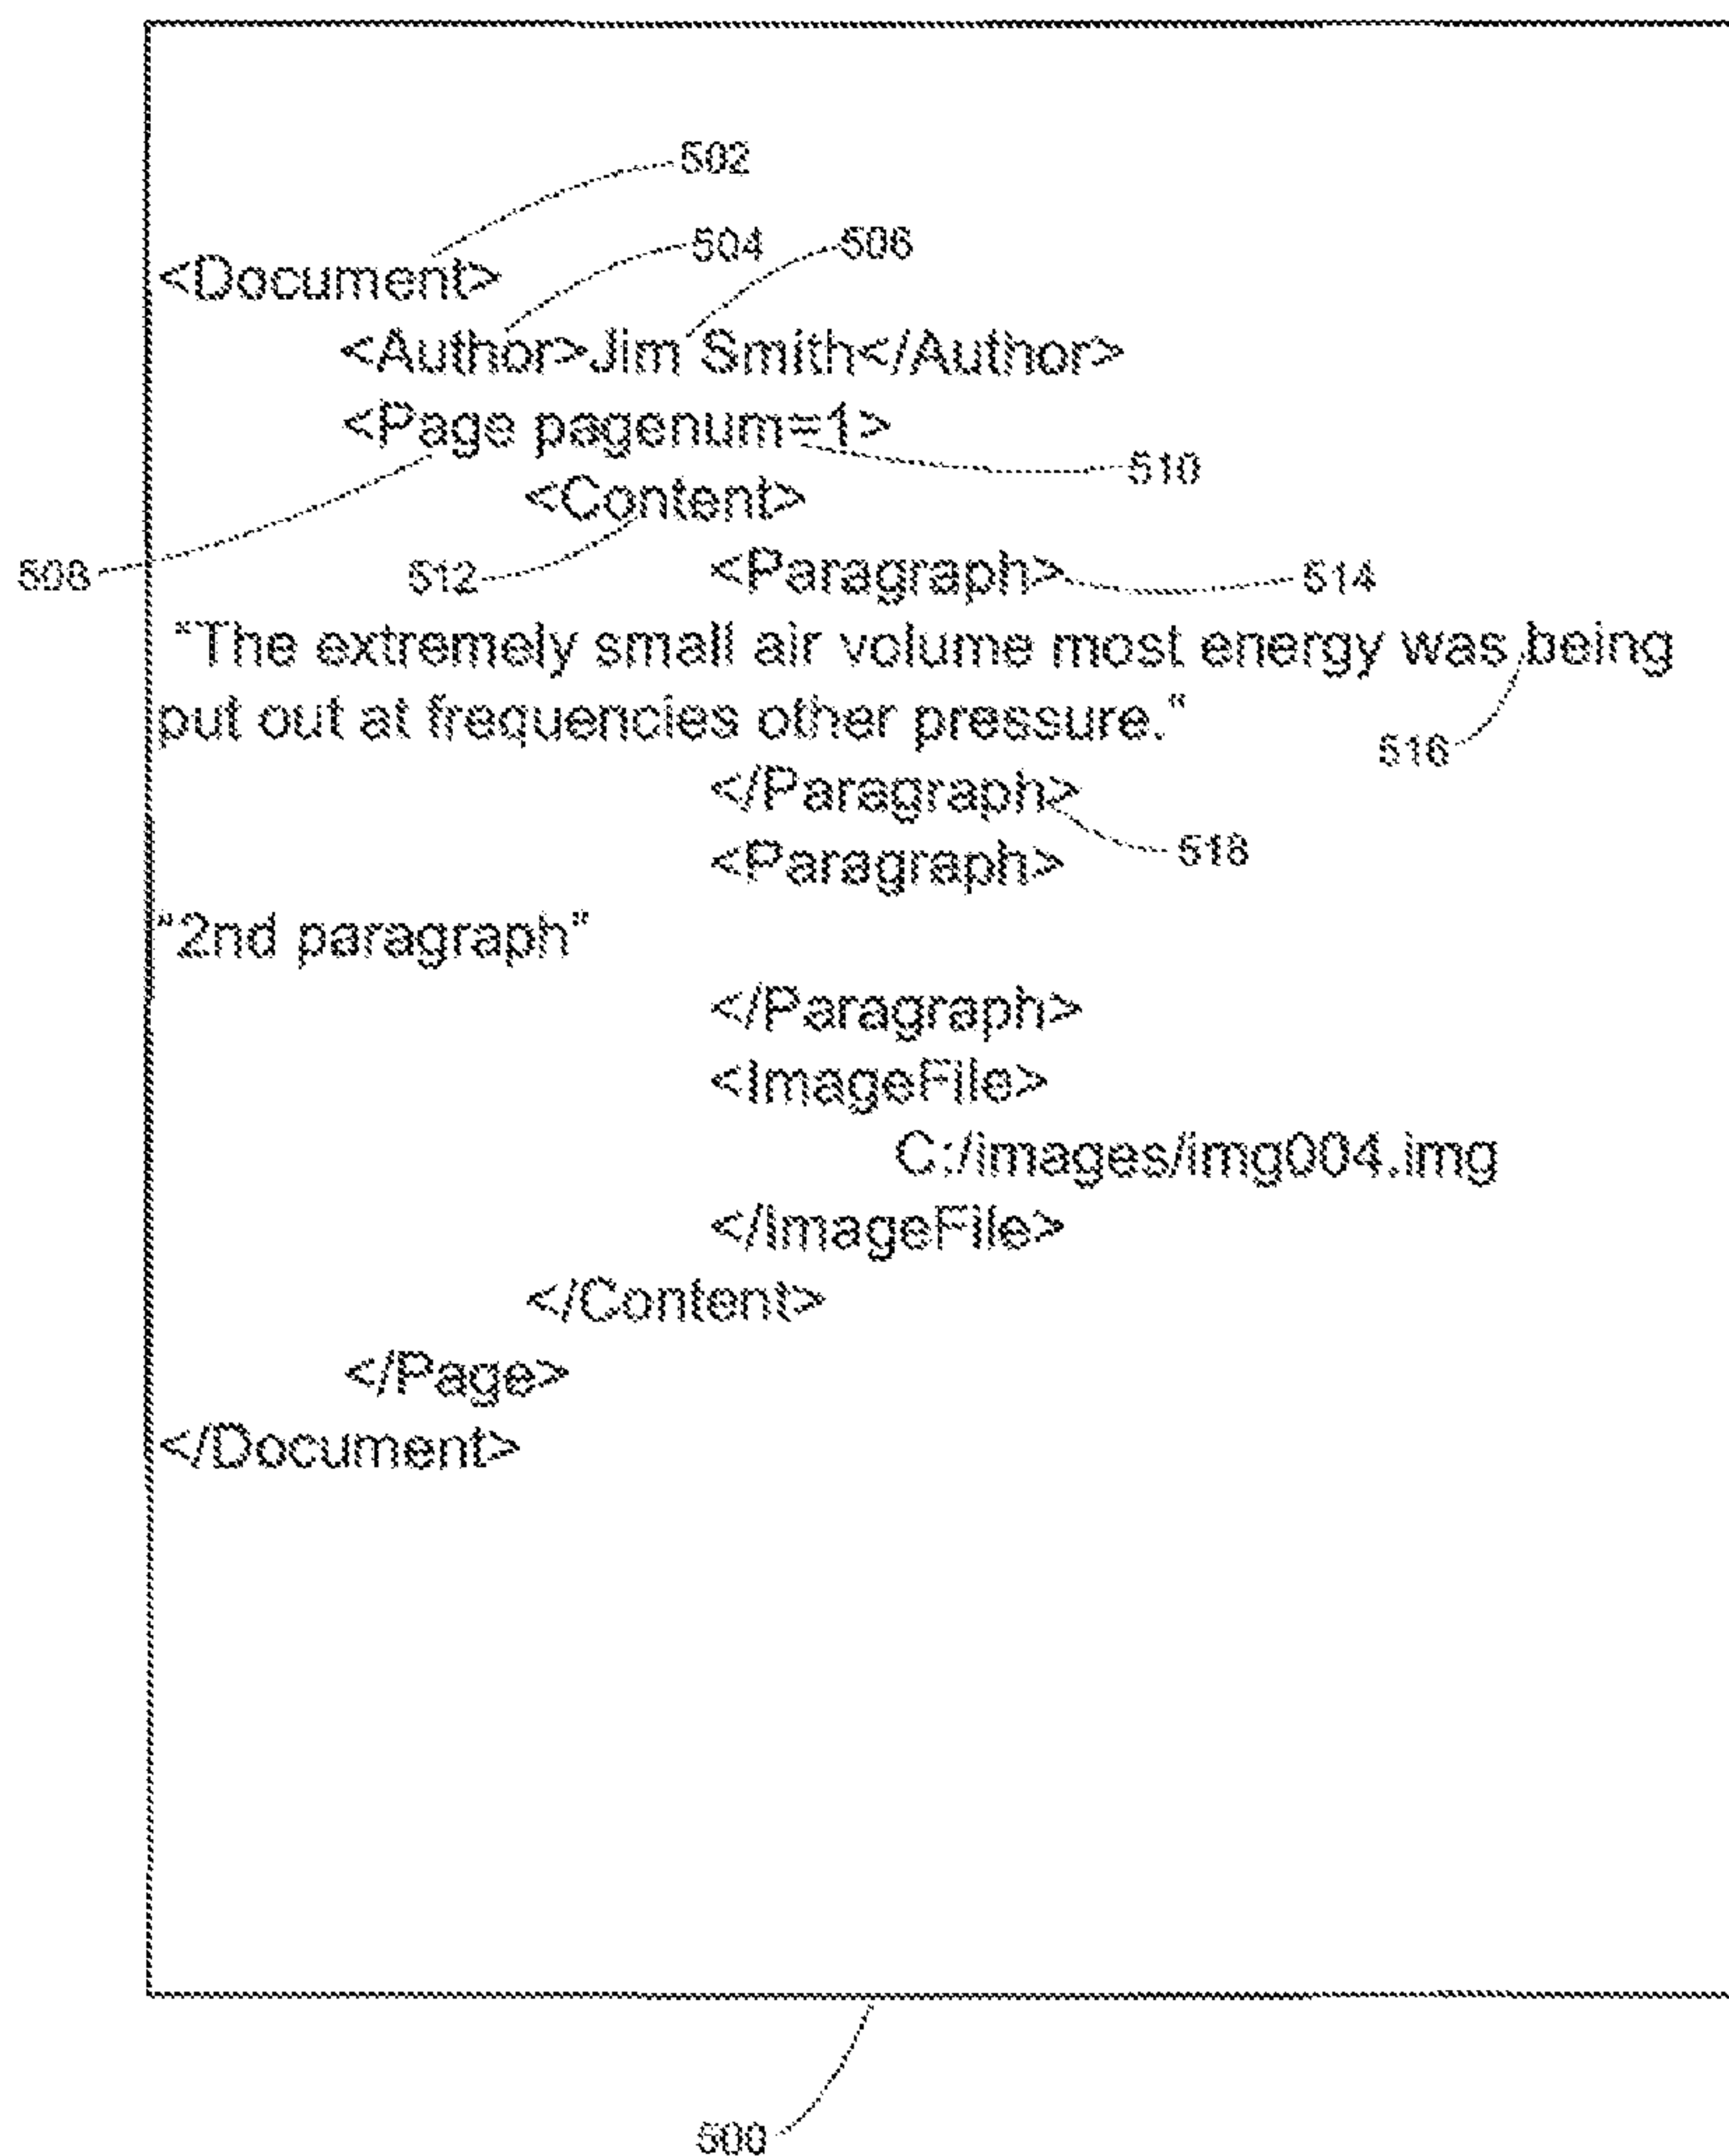 502
504
506
<Document>
<Author>Jim Smith</Author>
<Page pagenum=1>
510
<Content>
508
512
<Paragraph>
514
"The extremely small air volume most energy was being
put out at frequencies other pressure."
516
</Paragraph>
518
<Paragraph>
"2nd paragraph"
</Paragraph>
<ImageFile>
C:/images/img004.img
</ImageFile>
</Content>
</Page>
</Document>
500